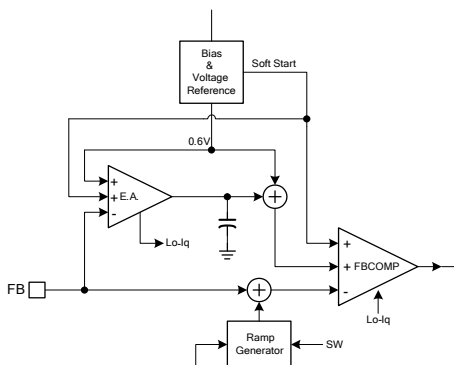 Bias
&
Voltage
Reference
Soft Start
0.6V
+
+ E.A.
-
+
Lo-Iq
+
+ FBCOMP
-
FB
+
Lo-Iq
Ramp
Generator
SW